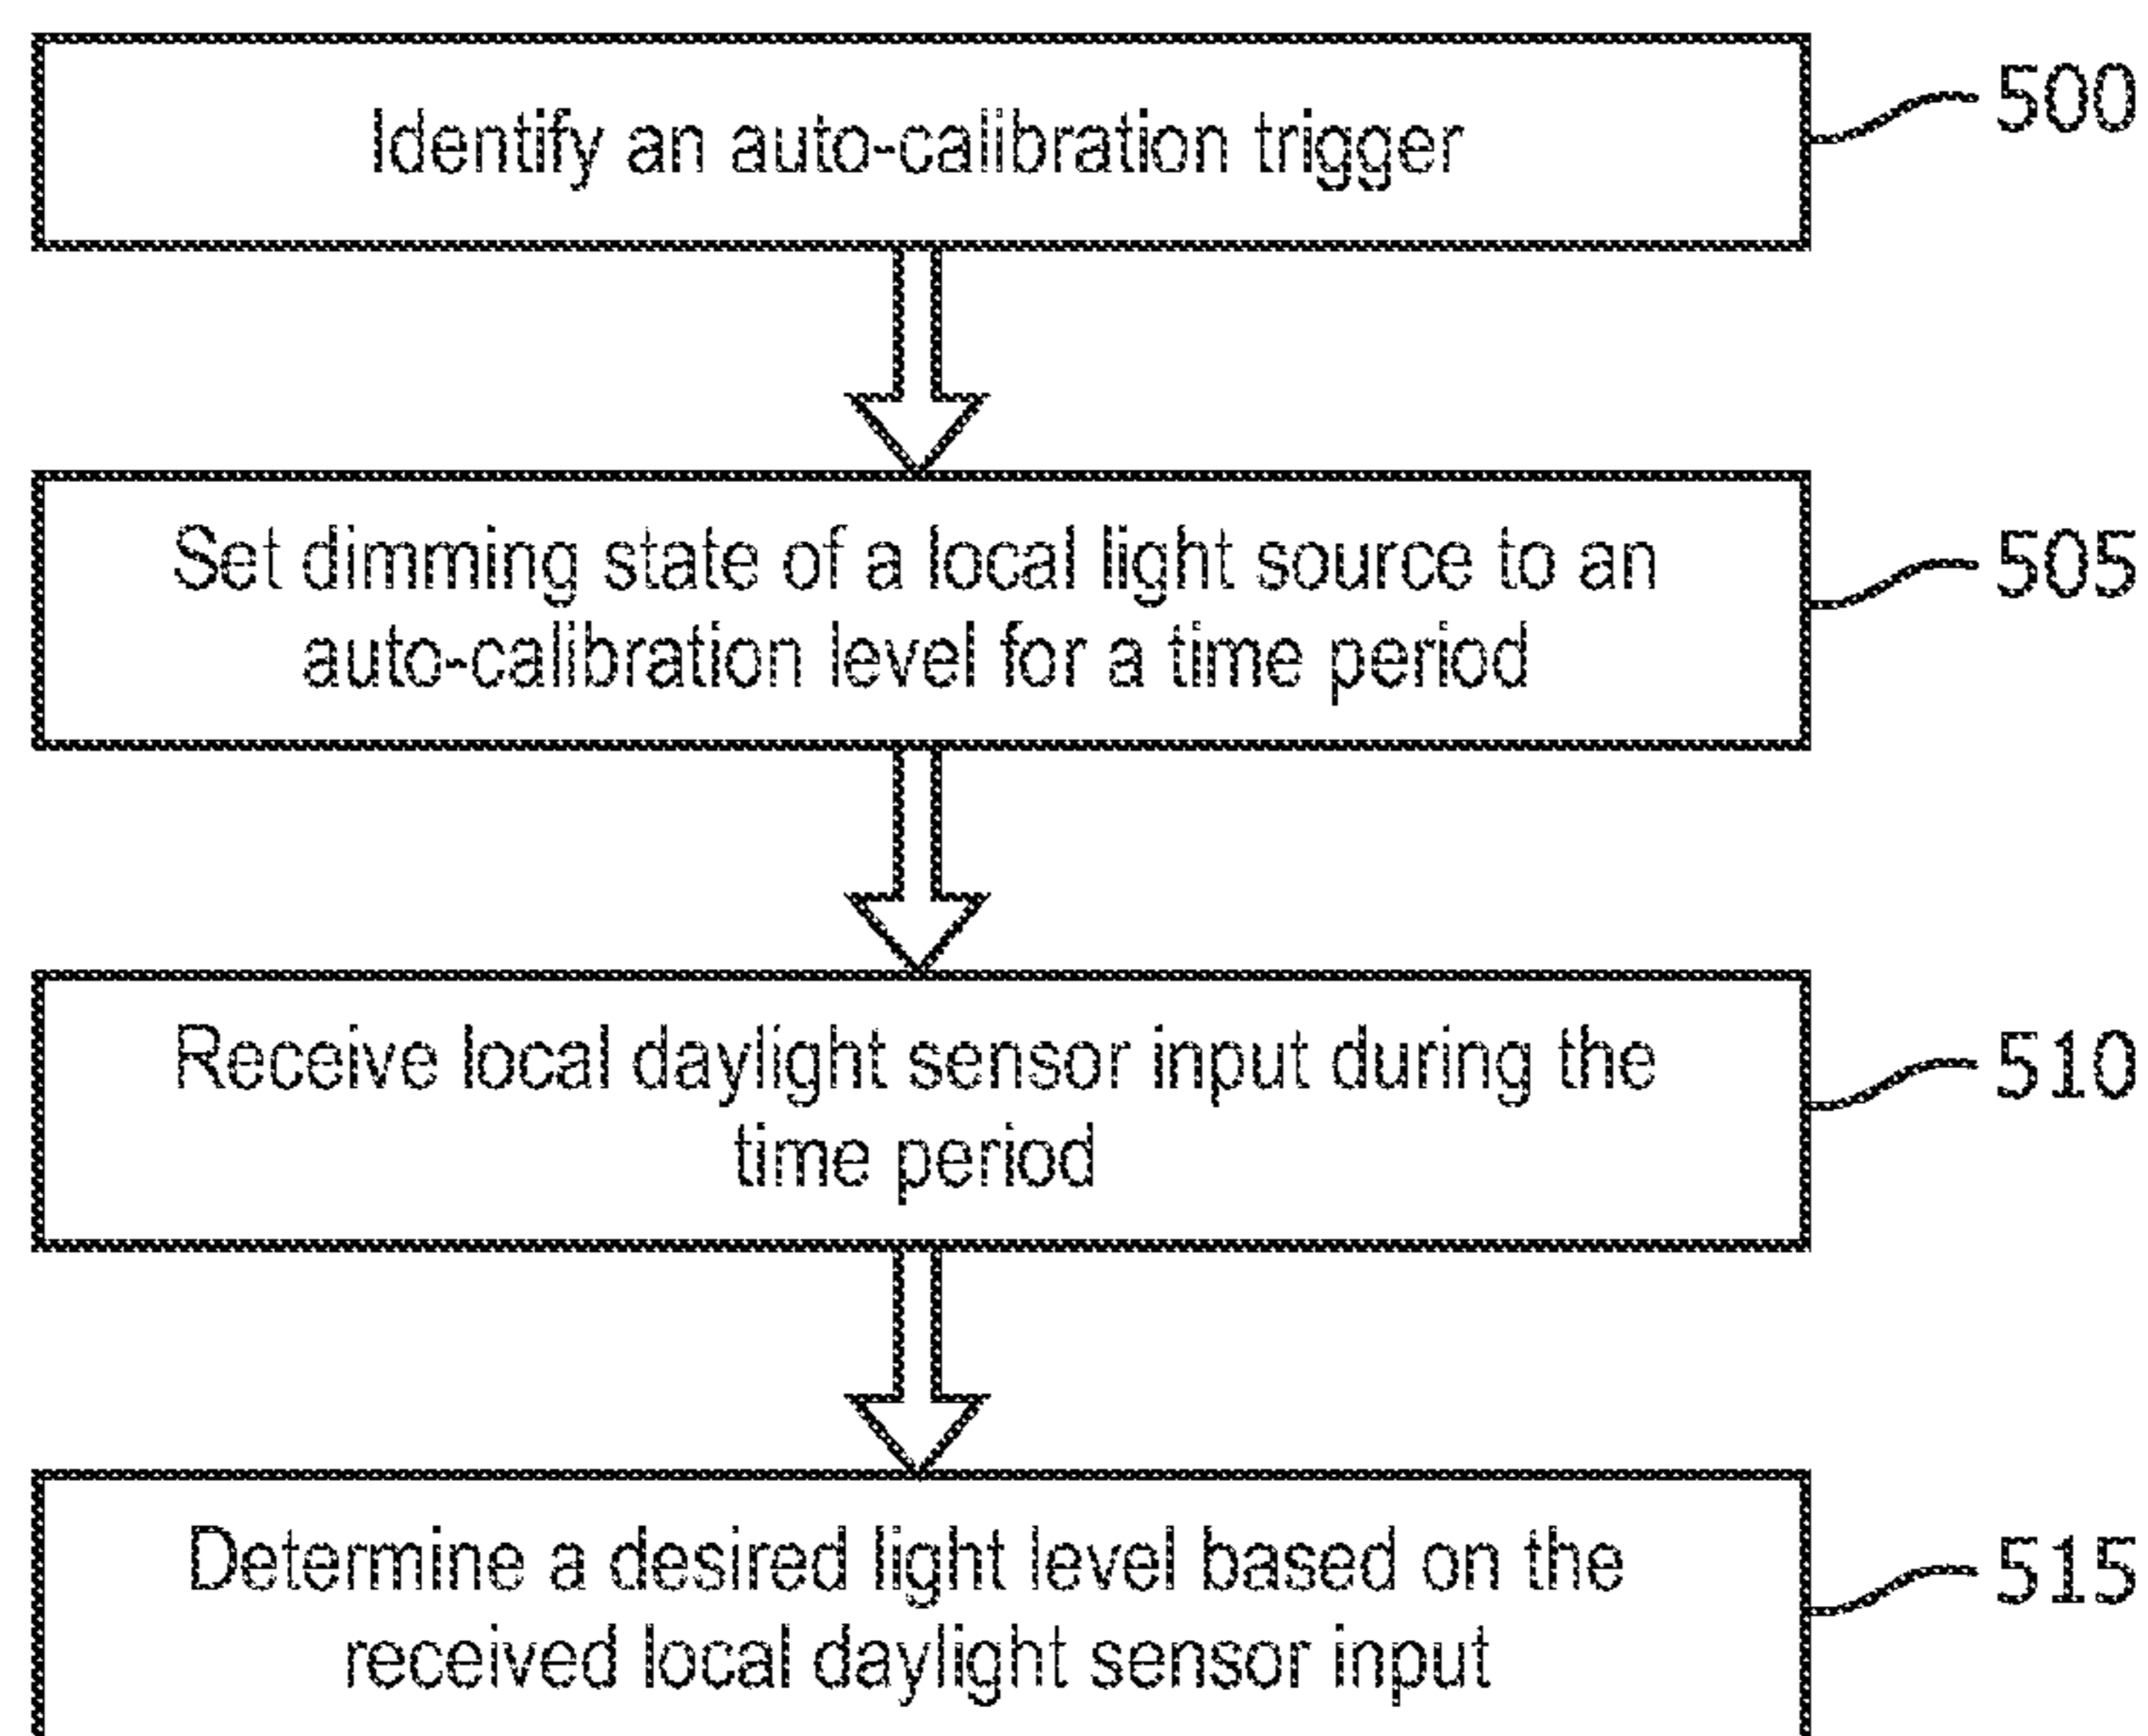 Identify an auto-calibration trigger
500
Set dimming state of a local light source to an
auto-calibration level for a time period
505
Receive local daylight sensor input during the
time period
510
Determine a desired light level based on the
received local daylight sensor input
515